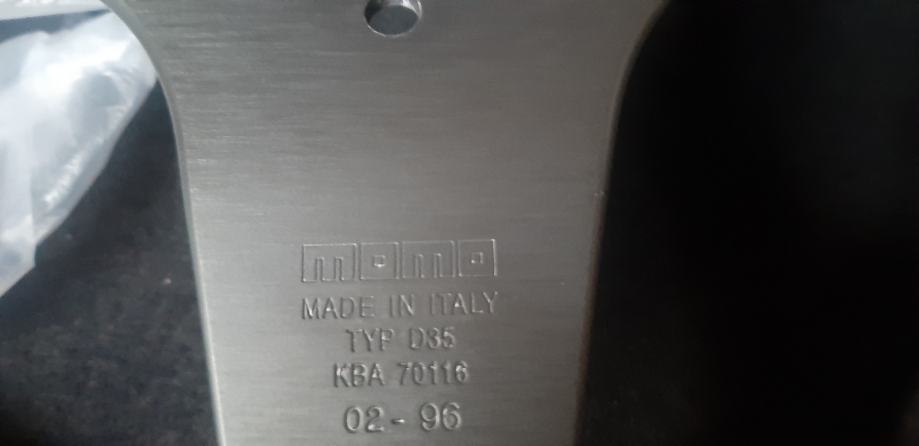 momo
MADE IN ITALY
TYP D35
KBA 70116
02-96